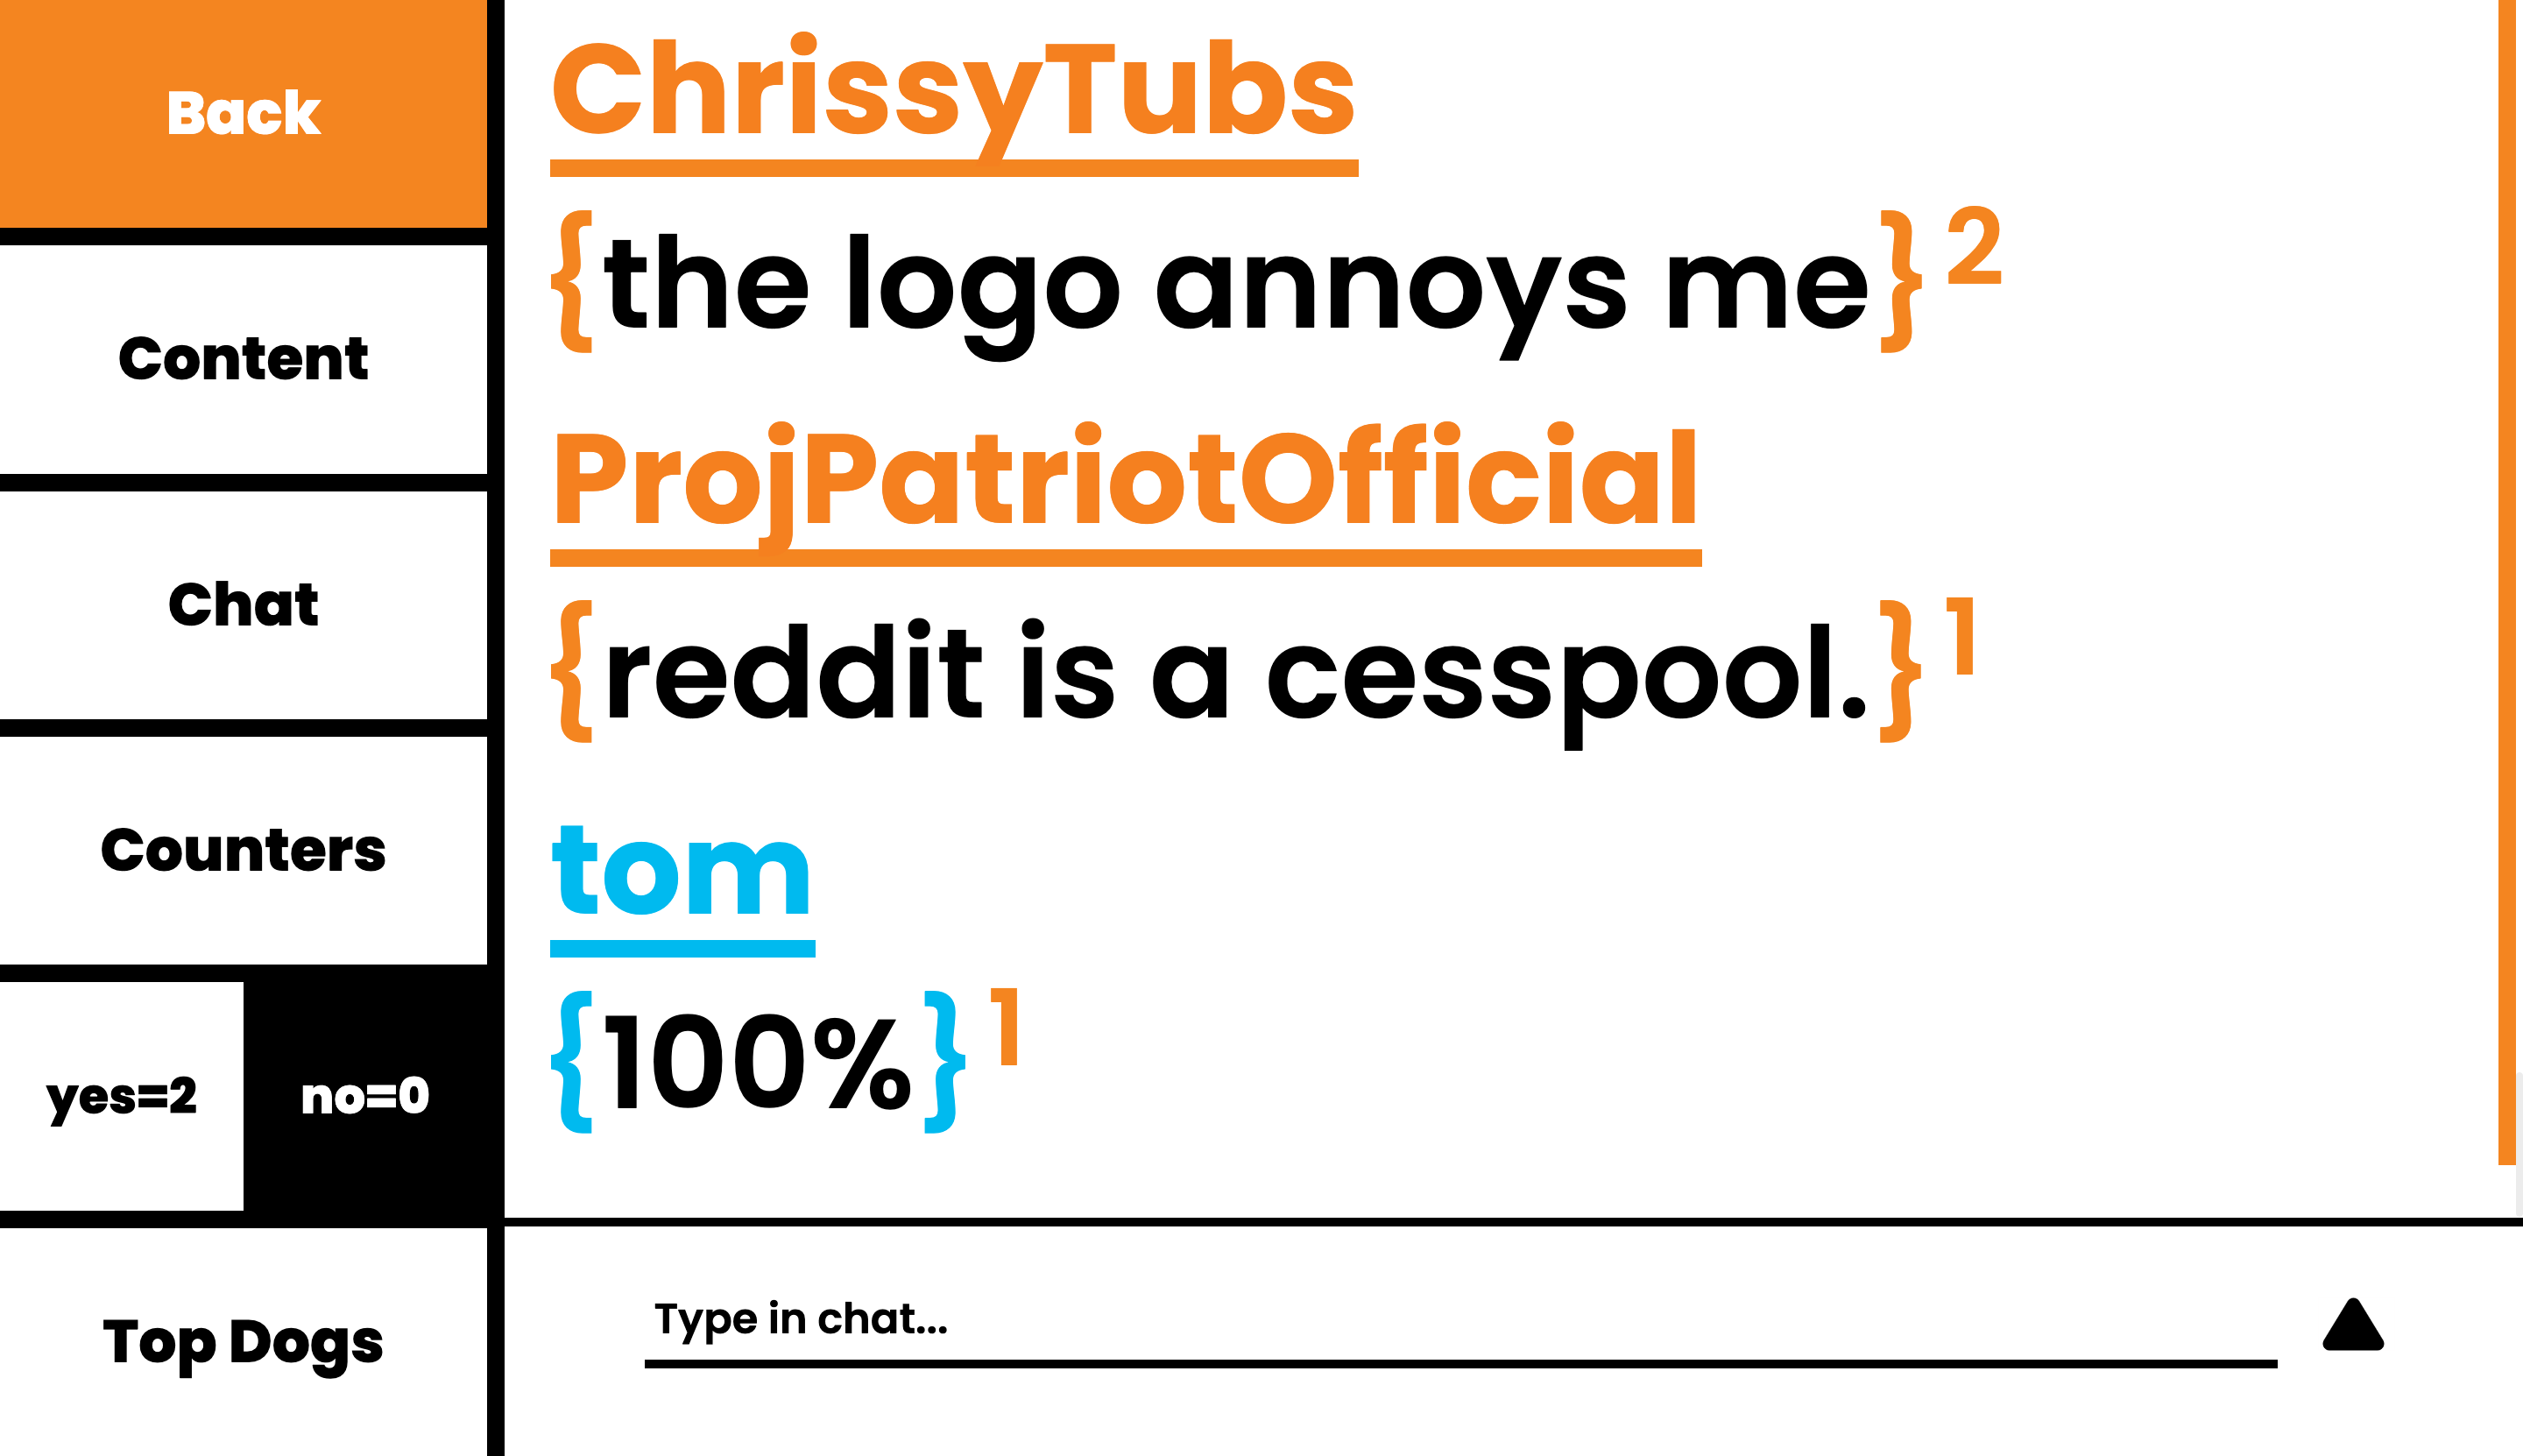 Back
Content
Chat
Counters
yes=2
no=0
Top Dogs
ChrissyTubs
{the logo annoys me} 2
ProjPatriotOfficial
{reddit is a cesspool.} 1
tom
{100%} 1
Type in chat...